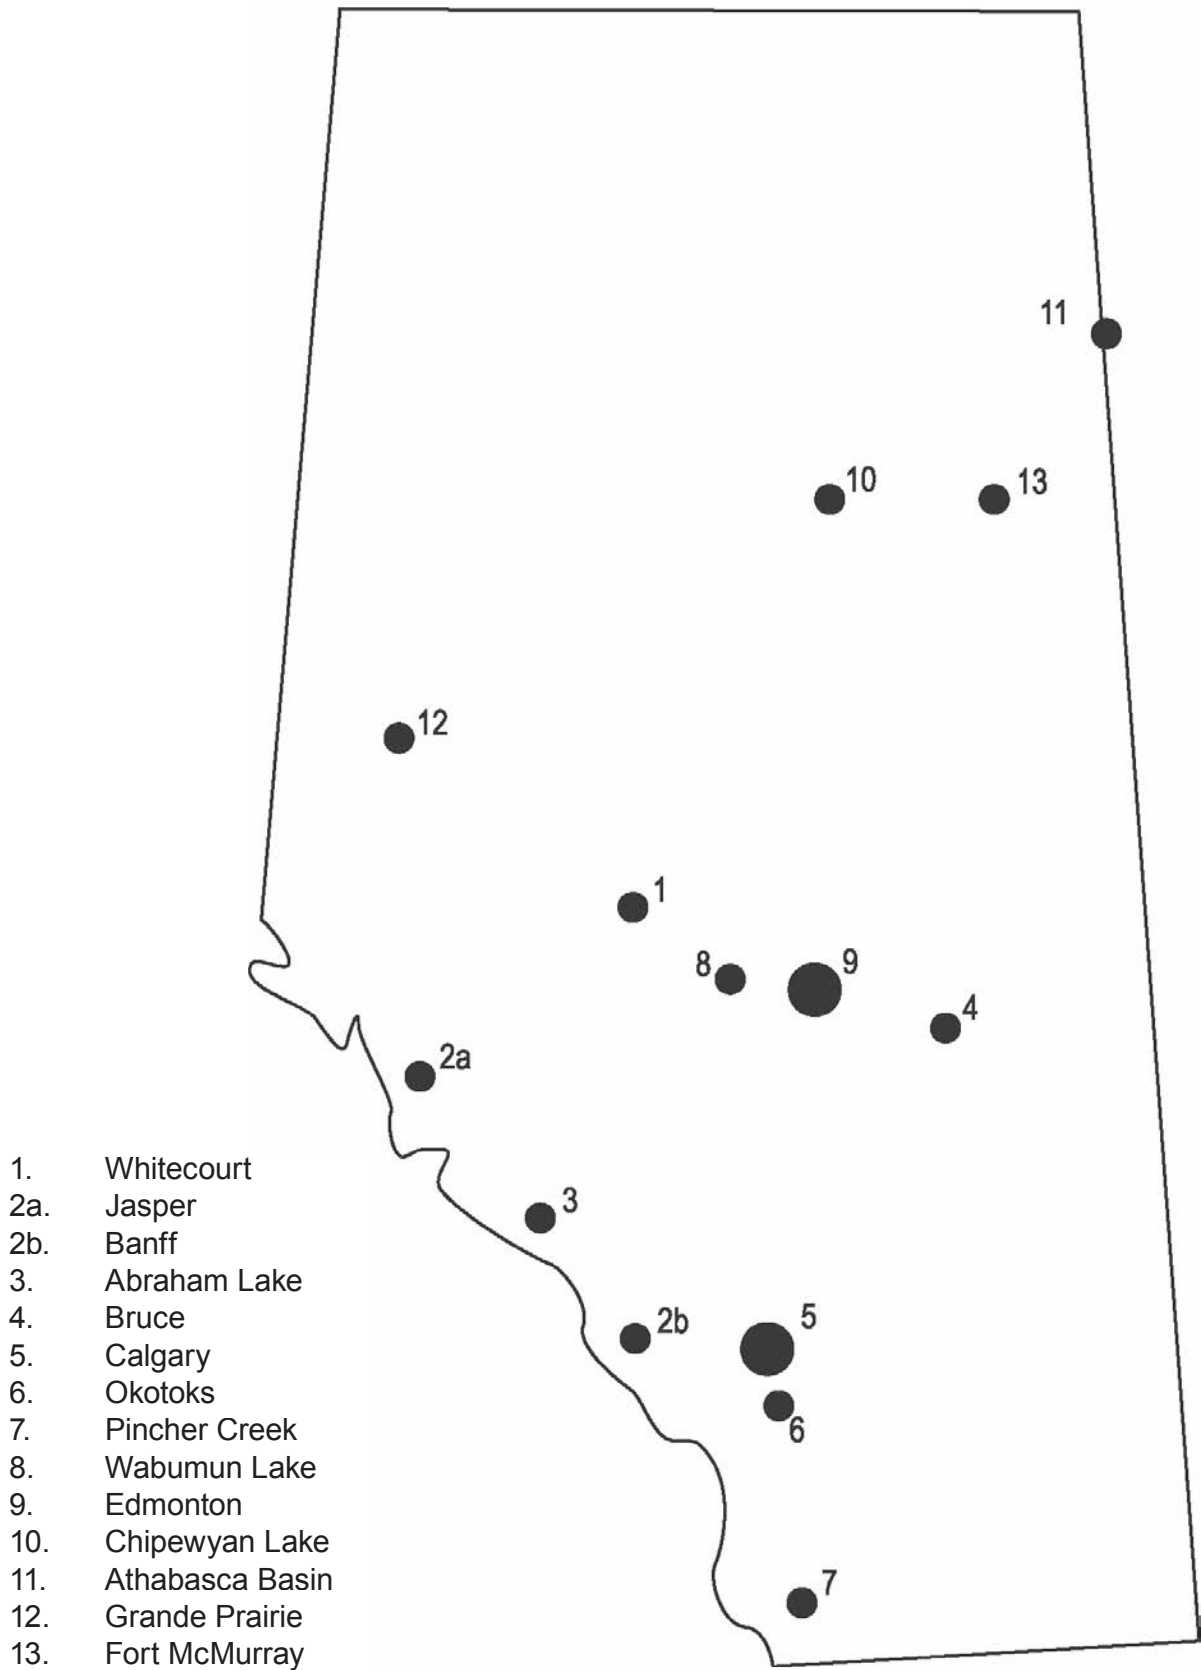 11
10
13
12
1
8
9
4
2a
3
2b
5
6
7
1. Whitecourt
2a. Jasper
2b. Banff
3. Abraham Lake
4. Bruce
5. Calgary
6. Okotoks
7. Pincher Creek
8. Wabumun Lake
9. Edmonton
10. Chipewyan Lake
11. Athabasca Basin
12. Grande Prairie
13. Fort McMurray